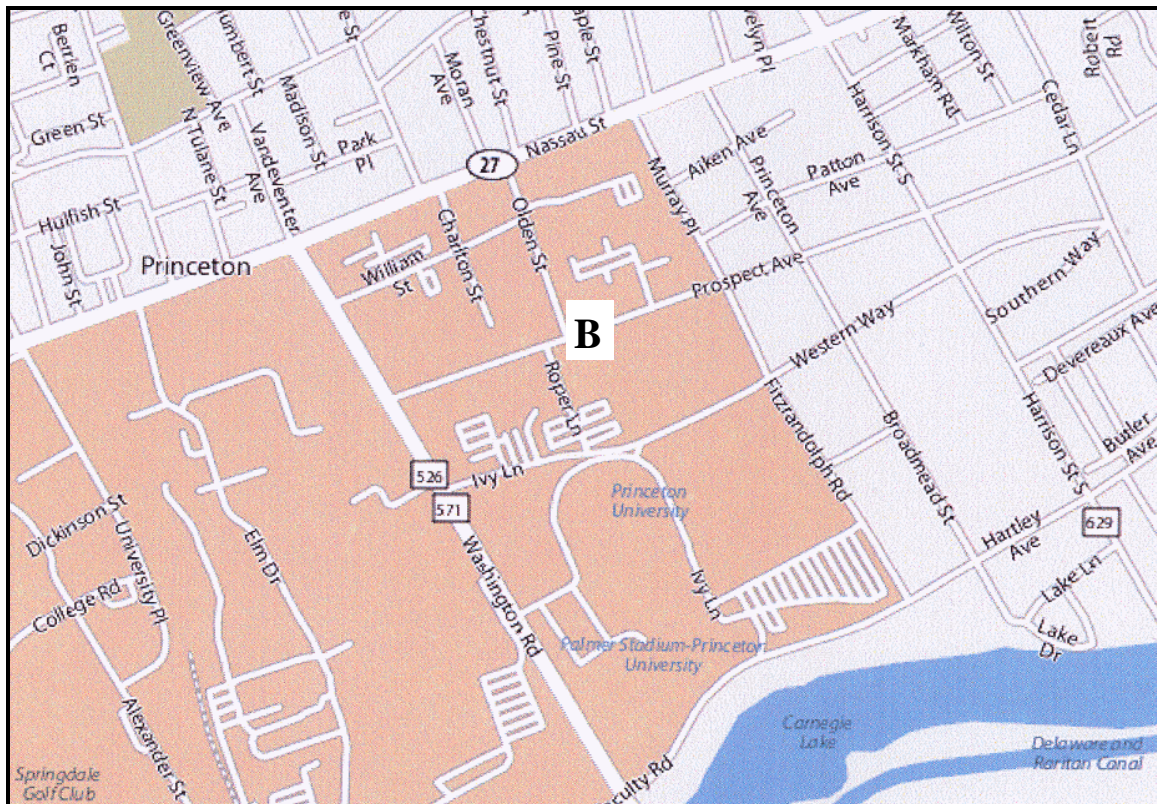 Berrien
Ct
Greenview Ave
Humbert St
Madison St
Moran
Ave
Chestnut St
Pine St
Maple St
Markham Rd
Wilton St
Robert
Rd
Green St
N Tulane St
Vandeventer
Ave
Park
Pl
27
Nassau St
Murray Pl
Aiken Ave
Princeton
Ave
Patton
Ave
Harrison St S
Cedar Ln
Hulfish St
John St
Princeton
William
St
Charlton St
Olden St
Prospect Ave
Western Way
Southern Way
Devereaux Ave
B
Roper Ln
Fitzrandolph Rd
Broadmead St
Harrison St S
Butler
Ave
526
571
Ivy Ln
Princeton
University
Hartley
Ave
629
Dickinson St
University Pl
Elm Dr
College Rd
Washington Rd
Ivy Ln
Lake Ln
Lake
Dr
Palmer Stadium-Princeton
University
Alexander St
Carnegie
Lake
Delaware and
Raritan Canal
Springdale
Golf Club